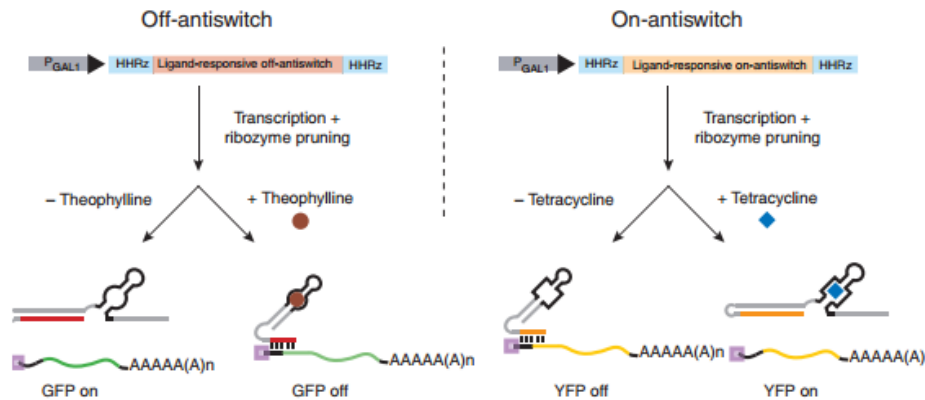 Off-antiswitch
On-antiswitch
PGAL1
HHRz
Ligand-responsive off-antiswitch
HHRz
PGAL1
HHRz
Ligand-responsive on-antiswitch
HHRz
Transcription +
ribozyme pruning
Transcription +
ribozyme pruning
– Theophylline
+ Theophylline
– Tetracycline
+ Tetracycline
AAAAA(A)n
AAAAA(A)n
AAAAA(A)n
AAAAA(A)n
GFP on
GFP off
YFP off
YFP on